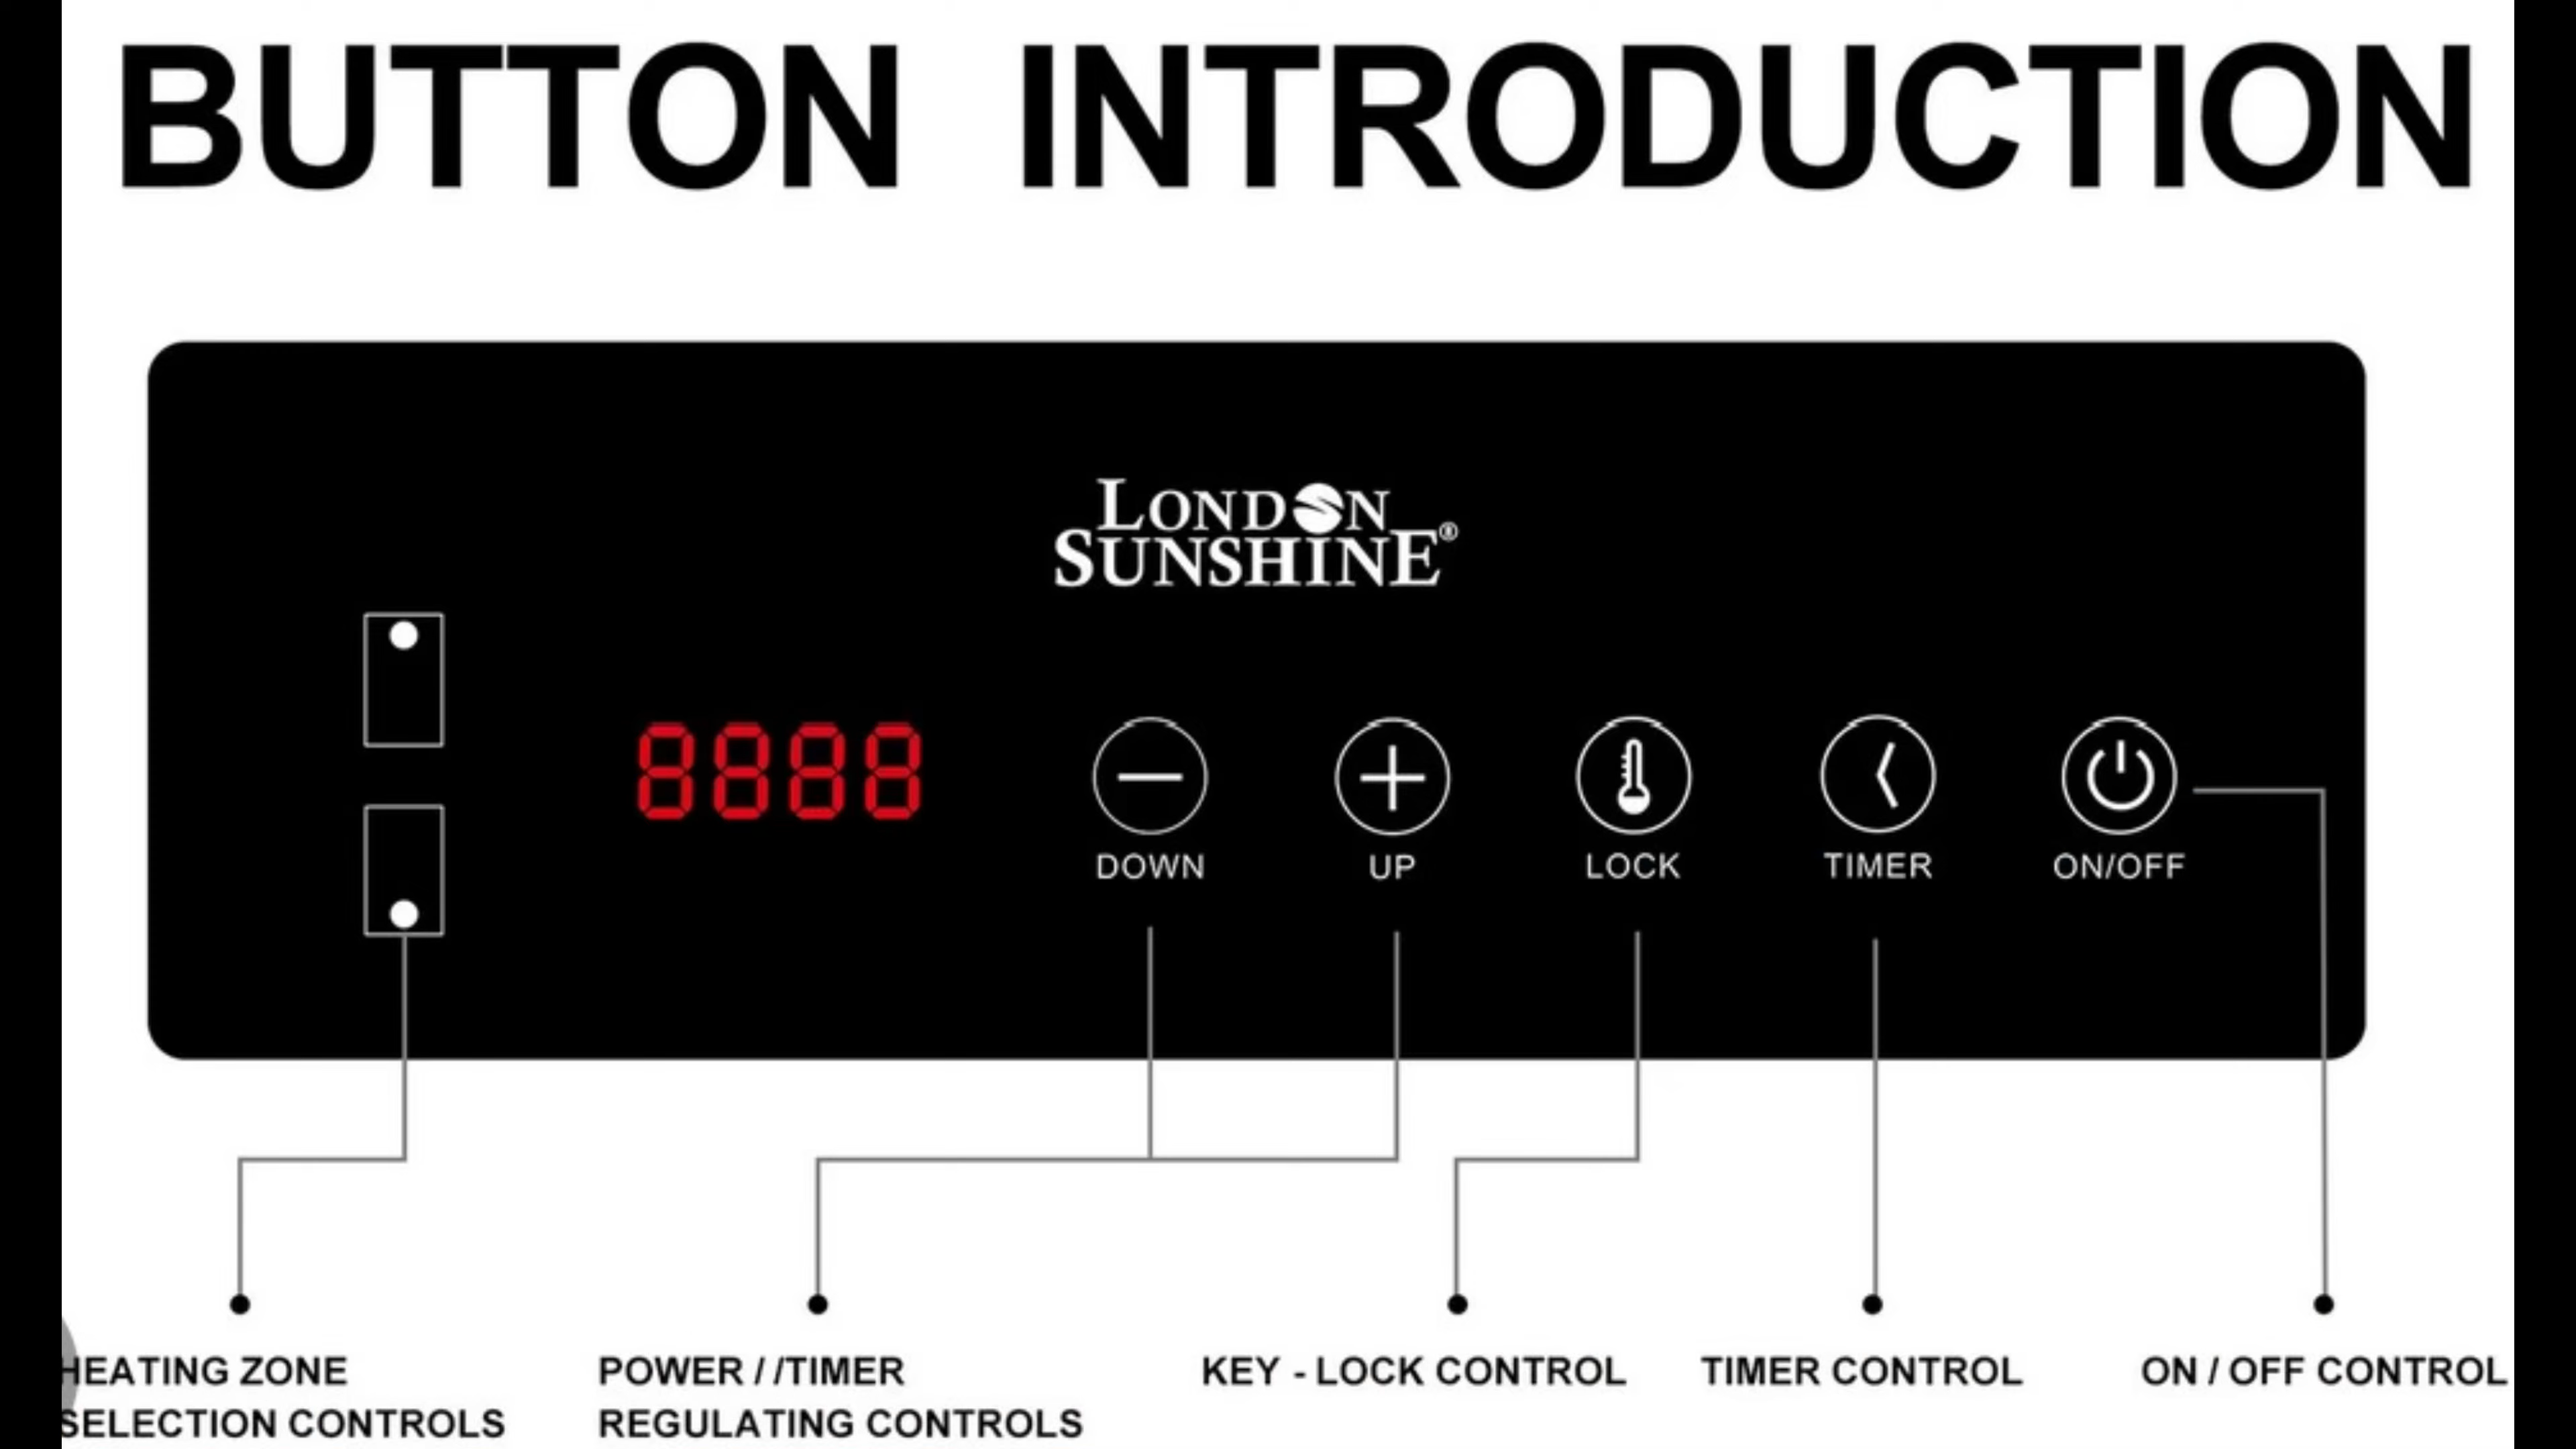 BUTTON INTRODUCTION
LONDON
SUNSHINE®
8888
DOWN UP LOCK TIMER ON/OFF
HEATING ZONE
SELECTION CONTROLS
POWER / /TIMER
REGULATING CONTROLS
KEY - LOCK CONTROL
TIMER CONTROL
ON / OFF CONTROL